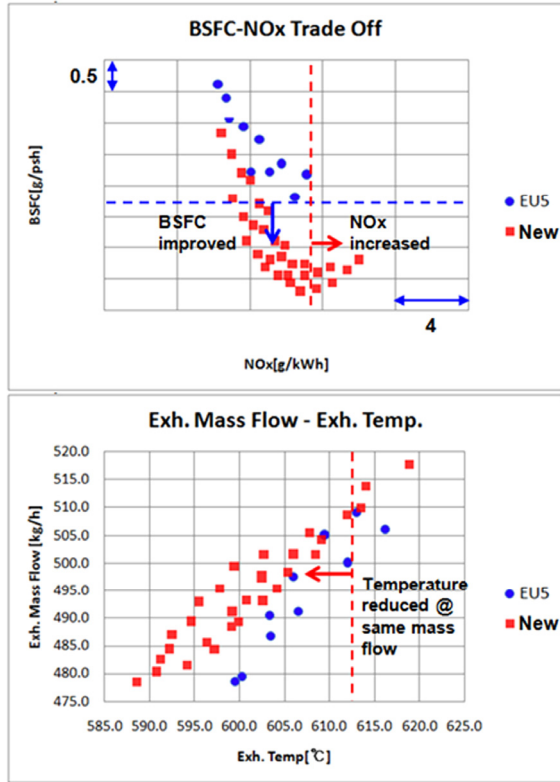 BSFC-NOx Trade Off
0.5
BSFC[g/psh]
BSFC
improved
NOx
increased
EU5
New
4
NOx[g/kWh]
Exh. Mass Flow - Exh. Temp.
520.0
515.0
510.0
505.0
500.0
495.0
490.0
485.0
480.0
475.0
Exh. Mass Flow [kg/h]
Temperature
reduced @
same mass
flow
EU5
New
585.0 590.0 595.0 600.0 605.0 610.0 615.0 620.0 625.0
Exh. Temp[℃]